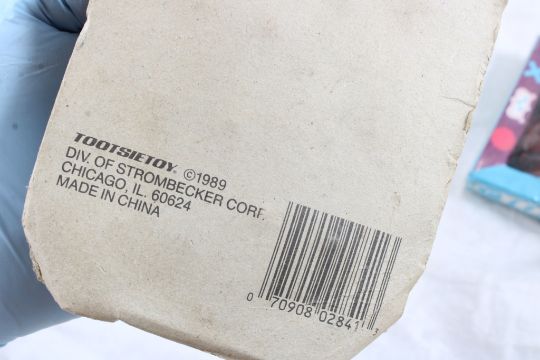 TOOTSIETOY® ©1989
DIV. OF STROMBECKER CORP.
CHICAGO, IL. 60624
MADE IN CHINA
0 70908 02841